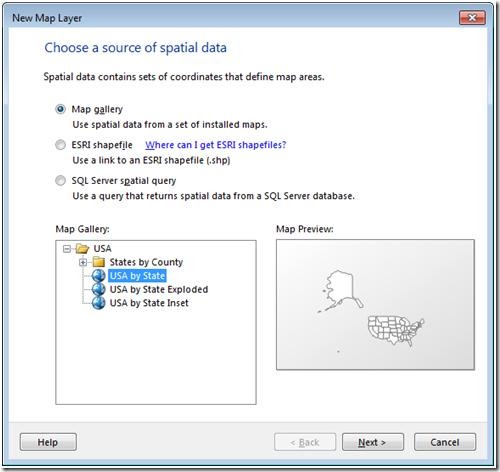 New Map Layer
Choose a source of spatial data
Spatial data contains sets of coordinates that define map areas.
Map gallery
Use spatial data from a set of installed maps.
ESRI shapefile Where can I get ESRI shapefiles?
Use a link to an ESRI shapefile (.shp)
SQL Server spatial query
Use a query that returns spatial data from a SQL Server database.
Map Gallery:
USA
States by County
USA by State
USA by State Exploded
USA by State Inset
Map Preview:
Help
< Back
Next >
Cancel